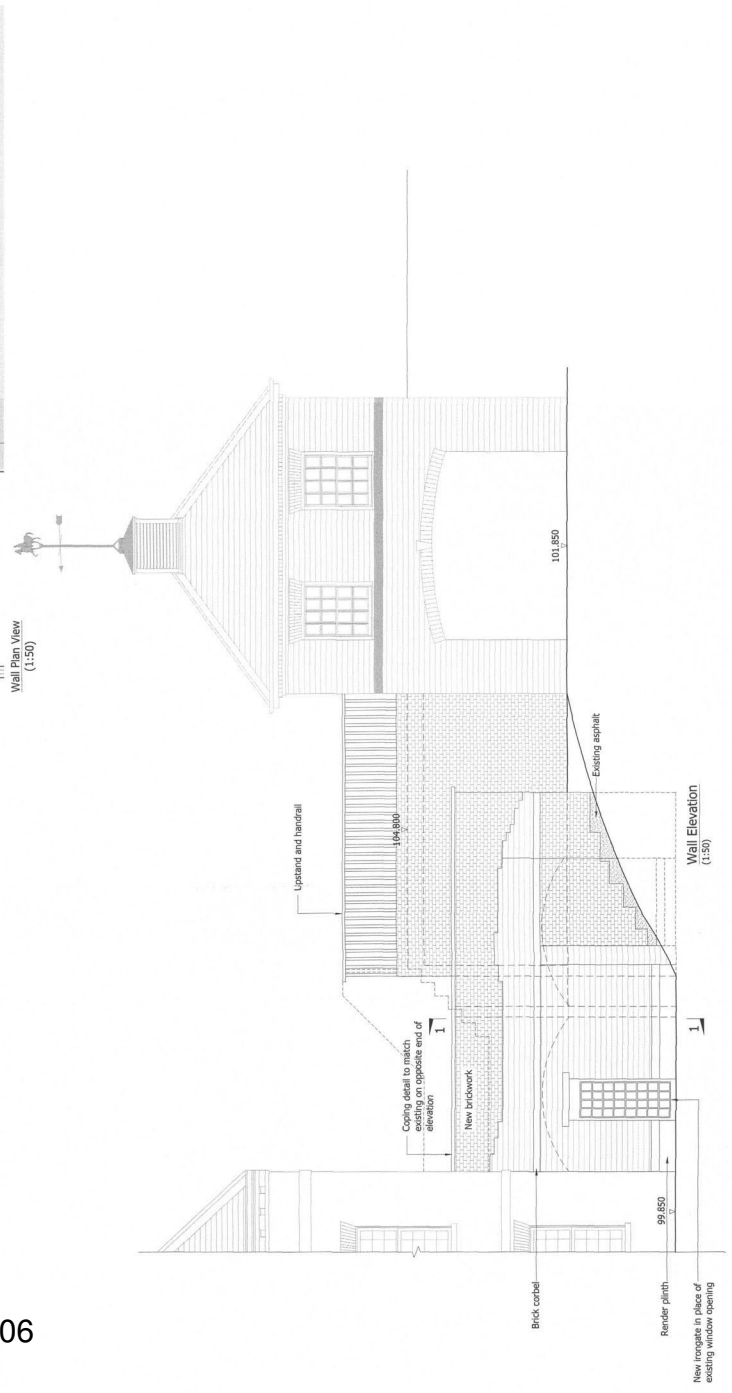 Wall Plan View
(1:50)
Upstand and handrail
104.800
Coping detail to match
existing on opposite end of
elevation
New brickwork
1
1
101.850
Existing asphalt
Wall Elevation
(1:50)
99.850
Brick corbel
Render plinth
New irongate in place of
existing window opening
06